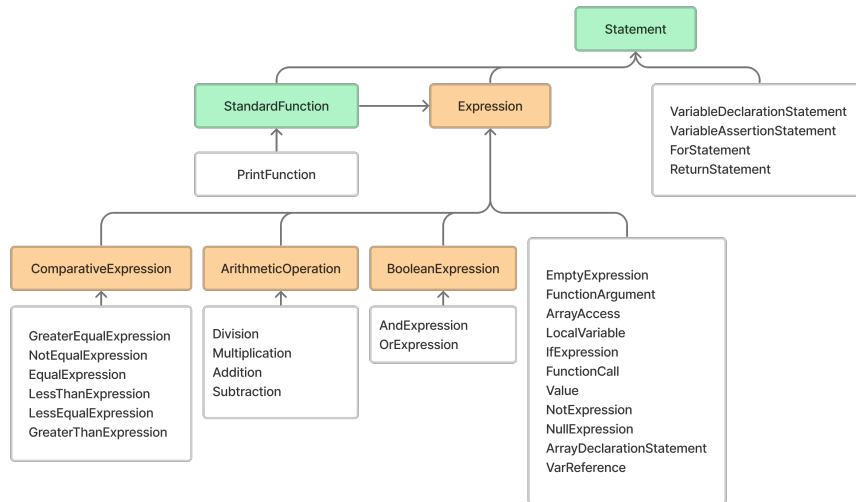 Statement
StandardFunction
Expression
VariableDeclarationStatement
VariableAssertionStatement
ForStatement
ReturnStatement
PrintFunction
ComparativeExpression
ArithmeticOperation
BooleanExpression
GreaterEqualExpression
NotEqualExpression
EqualExpression
LessThanExpression
LessEqualExpression
GreaterThanExpression
Division
Multiplication
Addition
Subtraction
AndExpression
OrExpression
EmptyExpression
FunctionArgument
ArrayAccess
LocalVariable
IfExpression
FunctionCall
Value
NotExpression
NullExpression
ArrayDeclarationStatement
VarReference